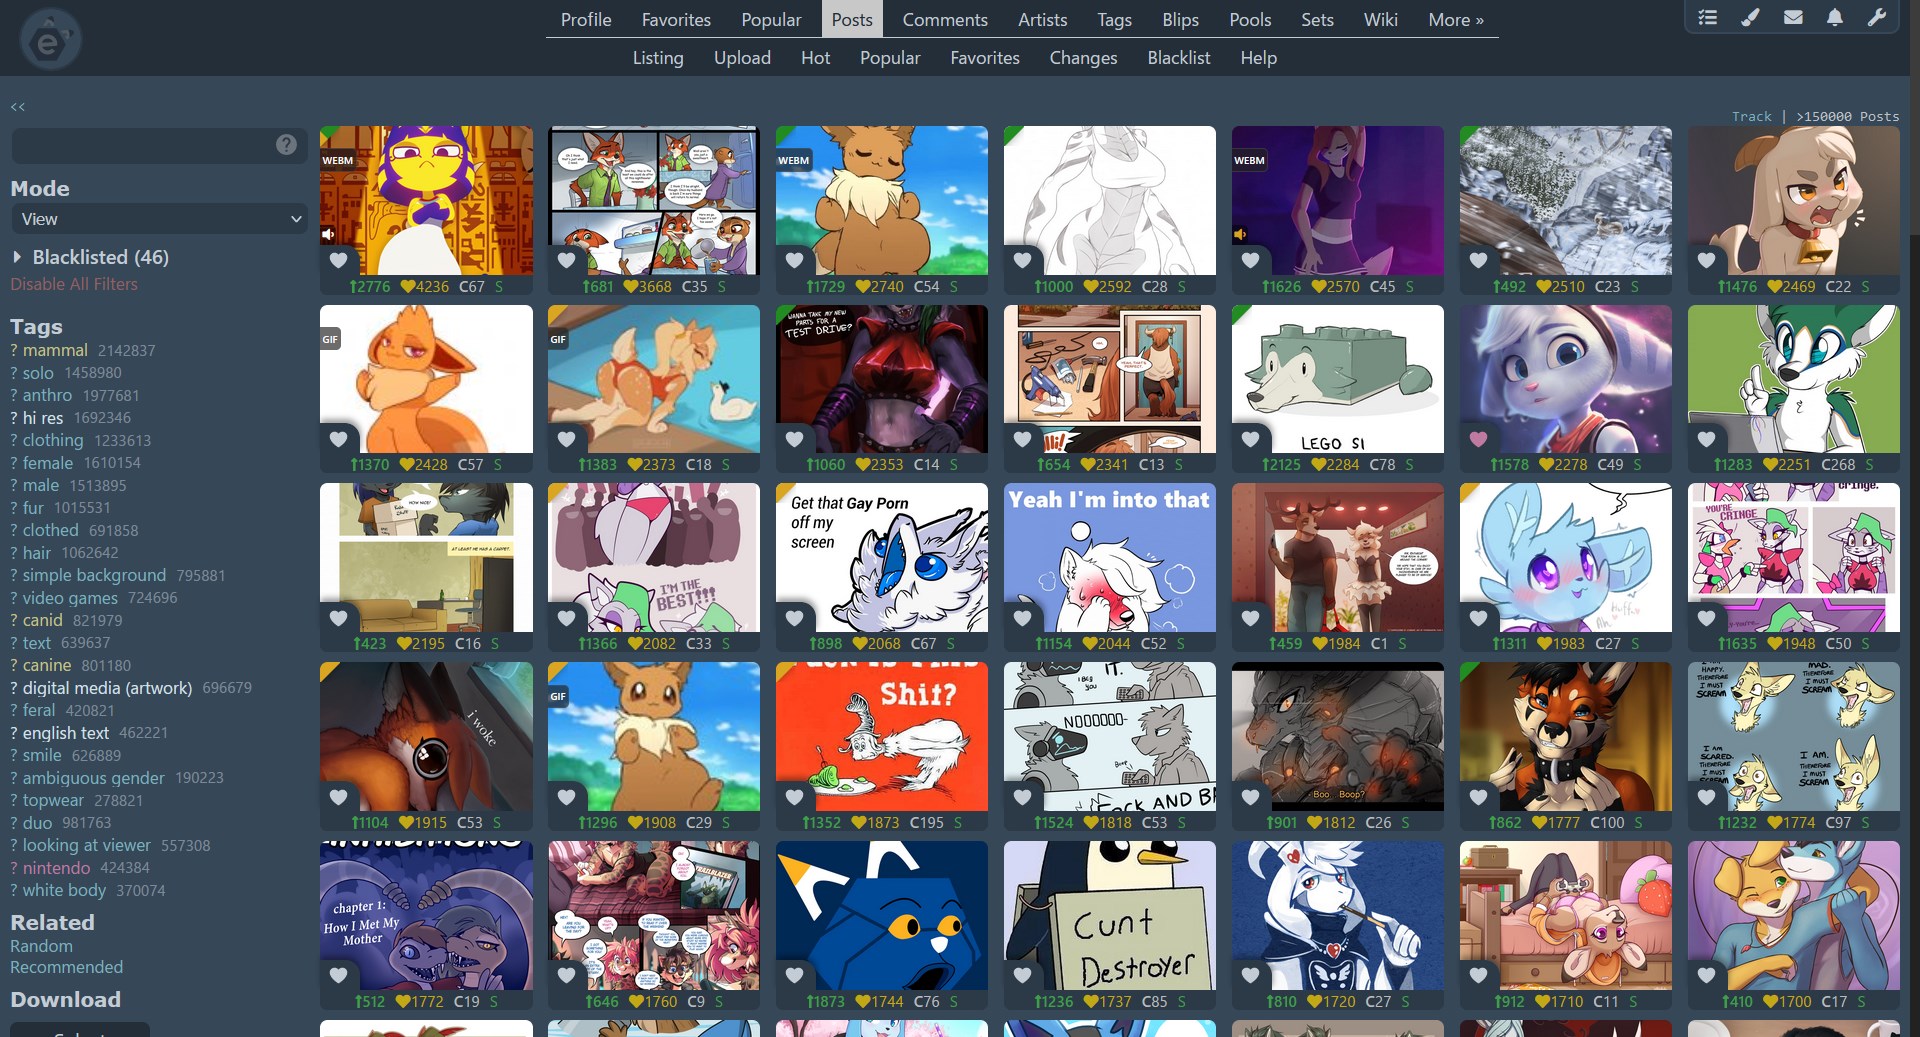 Profile Favorites Popular Posts Comments Artists Tags Blips Pools Sets Wiki More »
Listing Upload Hot Popular Favorites Changes Blacklist Help
<<
Track | >150000 Posts
Mode
View
Blacklisted (46)
Disable All Filters
Tags
? mammal 2142837
? solo 1458980
? anthro 1977681
? hi res 1692346
? clothing 1233613
? female 1610154
? male 1513895
? fur 1015531
? clothed 691858
? hair 1062642
? simple background 795881
? video games 724696
? canid 821979
? text 639637
? canine 801180
? digital media (artwork) 696679
? feral 420821
? english text 462221
? smile 626889
? ambiguous gender 190223
? topwear 278821
? duo 981763
? looking at viewer 557308
? nintendo 424384
? white body 370074
Related
Random
Recommended
Download
WEBM
WEBM
WEBM
2776 4236 C67 S
681 3668 C35 S
1729 2740 C54 S
1000 2592 C28 S
1626 2570 C45 S
492 2510 C23 S
1476 2469 C22 S
GIF
GIF
WANNA TAKE MY NEW
PARTS FOR A
TEST DRIVE?
LEGO SI
1370 2428 C57 S
1383 2373 C18 S
1060 2353 C14 S
654 2341 C13 S
2125 2284 C78 S
1578 2278 C49 S
1283 2251 C268 S
HOW NICE!
AT LEAST HE HAS A CARPET.
I'M THE
BEST!!!
Get that Gay Porn
off my
screen
Yeah I'm into that
cringe.
YOU'RE
CRINGE
423 2195 C16 S
1366 2082 C33 S
898 2068 C67 S
1154 2044 C52 S
459 1984 C1 S
1311 1983 C27 S
1635 1948 C50 S
i woke
GIF
Shit?
IT.
I BEG
YOU
NOOOOOO-
BOOP
Boo.. Boop?
HAPPY.
THEREFORE
I MUST
SCREAM
MAD.
THEREFORE
I MUST
SCREAM
I AM
SCARED.
THEREFORE
I MUST
SCREAM
I AM.
THEREFORE
I MUST
SCREAM
1104 1915 C53 S
1296 1908 C29 S
1352 1873 C195 S
1524 1818 C53 S
901 1812 C26 S
862 1777 C100 S
1232 1774 C97 S
chapter 1:
How I Met My
Mother
TRAILBLAZER
Cunt
Destroyer
512 1772 C19 S
646 1760 C9 S
1873 1744 C76 S
1236 1737 C85 S
810 1720 C27 S
912 1710 C11 S
410 1700 C17 S